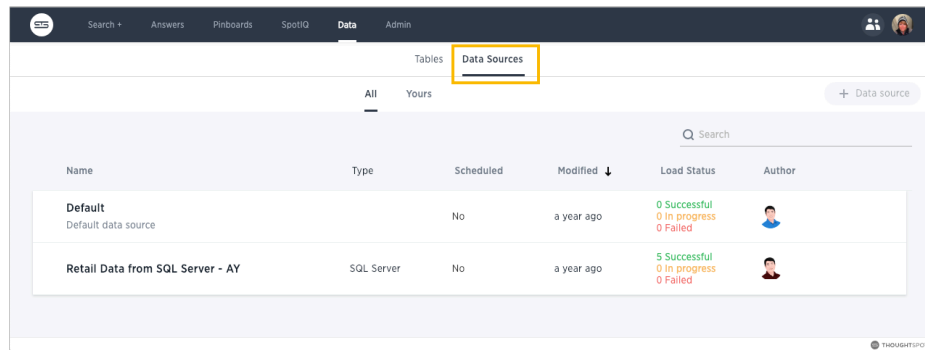 Search + Answers Pinboards SpotIQ Data Admin
Tables Data Sources
All Yours
+ Data source
Search
Name Type Scheduled Modified ↓ Load Status Author
Default
Default data source
No
a year ago
0 Successful
0 In progress
0 Failed
Retail Data from SQL Server - AY
SQL Server
No
a year ago
5 Successful
0 In progress
0 Failed
THOUGHTSPO